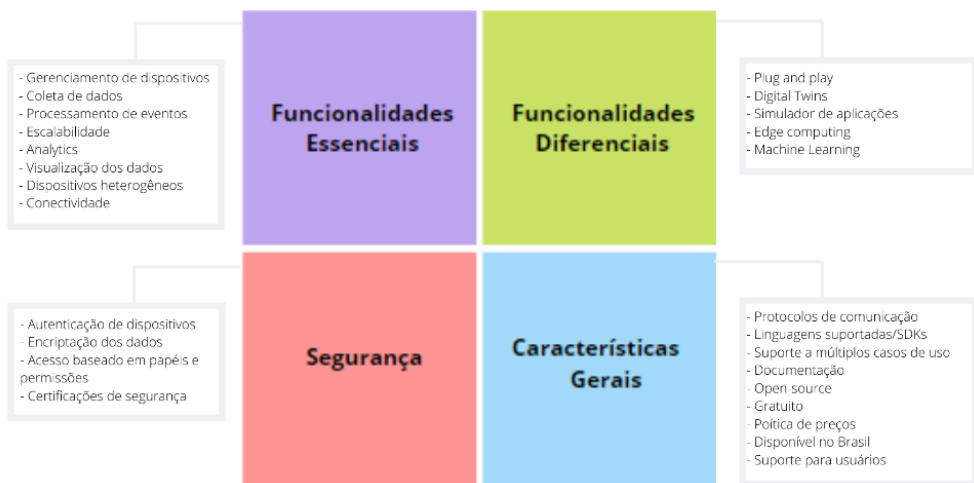 - Gerenciamento de dispositivos
- Coleta de dados
- Processamento de eventos
- Escalabilidade
- Analytics
- Visualização dos dados
- Dispositivos heterogêneos
- Conectividade
Funcionalidades
Essenciais
Funcionalidades
Diferenciais
- Plug and play
- Digital Twins
- Simulador de aplicações
- Edge computing
- Machine Learning
- Autenticação de dispositivos
- Encriptação dos dados
- Acesso baseado em papéis e
permissões
- Certificações de segurança
Segurança
Características
Gerais
- Protocolos de comunicação
- Linguagens suportadas/SDKs
- Suporte a múltiplos casos de uso
- Documentação
- Open-source
- Gratuito
- Poítica de preços
- Disponível no Brasil
- Suporte para usuários